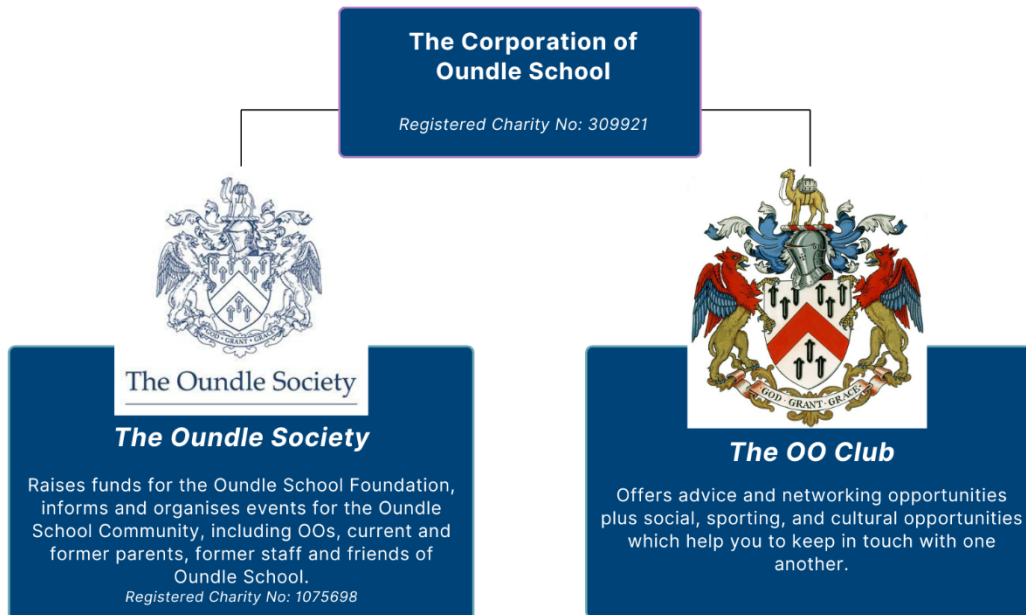 The Corporation of
Oundle School
Registered Charity No: 309921
GOD · GRANT · GRACE
The Oundle Society
The Oundle Society
Raises funds for the Oundle School Foundation,
informs and organises events for the Oundle
School Community, including OOs, current and
former parents, former staff and friends of
Oundle School.
Registered Charity No: 1075698
GOD · GRANT · GRACE
The OO Club
Offers advice and networking opportunities
plus social, sporting, and cultural opportunities
which help you to keep in touch with one
another.